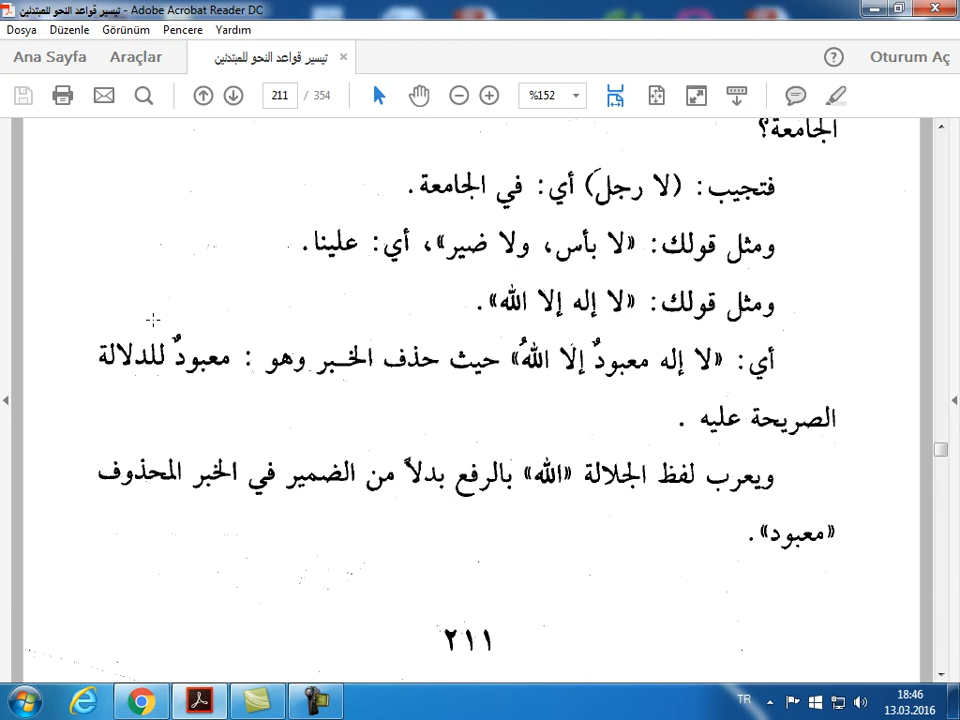 تيسير قواعد النحو للمبتدئين - Adobe Acrobat Reader DC
Dosya Düzenle Görünüm Pencere Yardım
Ana Sayfa Araçlar تيسير قواعد النحو للمبتدئين × Oturum Aç
211 / 354 %152
الجامعة؟
فتجيب: (لا رجلَ) أي: في الجامعة.
ومثل قولك: «لا بأس، ولا ضير»، أي: علينا.
ومثل قولك: «لا إله إلا الله».
أي: «لا إله معبودٌ إلا اللهُ» حيث حذف الخـبر وهو : معبودٌ للدلالة
الصريحة عليه .
ويعرب لفظ الجلالة «الله» بالرفع بدلاً من الضمير في الخبر المحذوف
«معبود».
٢١١
TR 18:46
13.03.2016